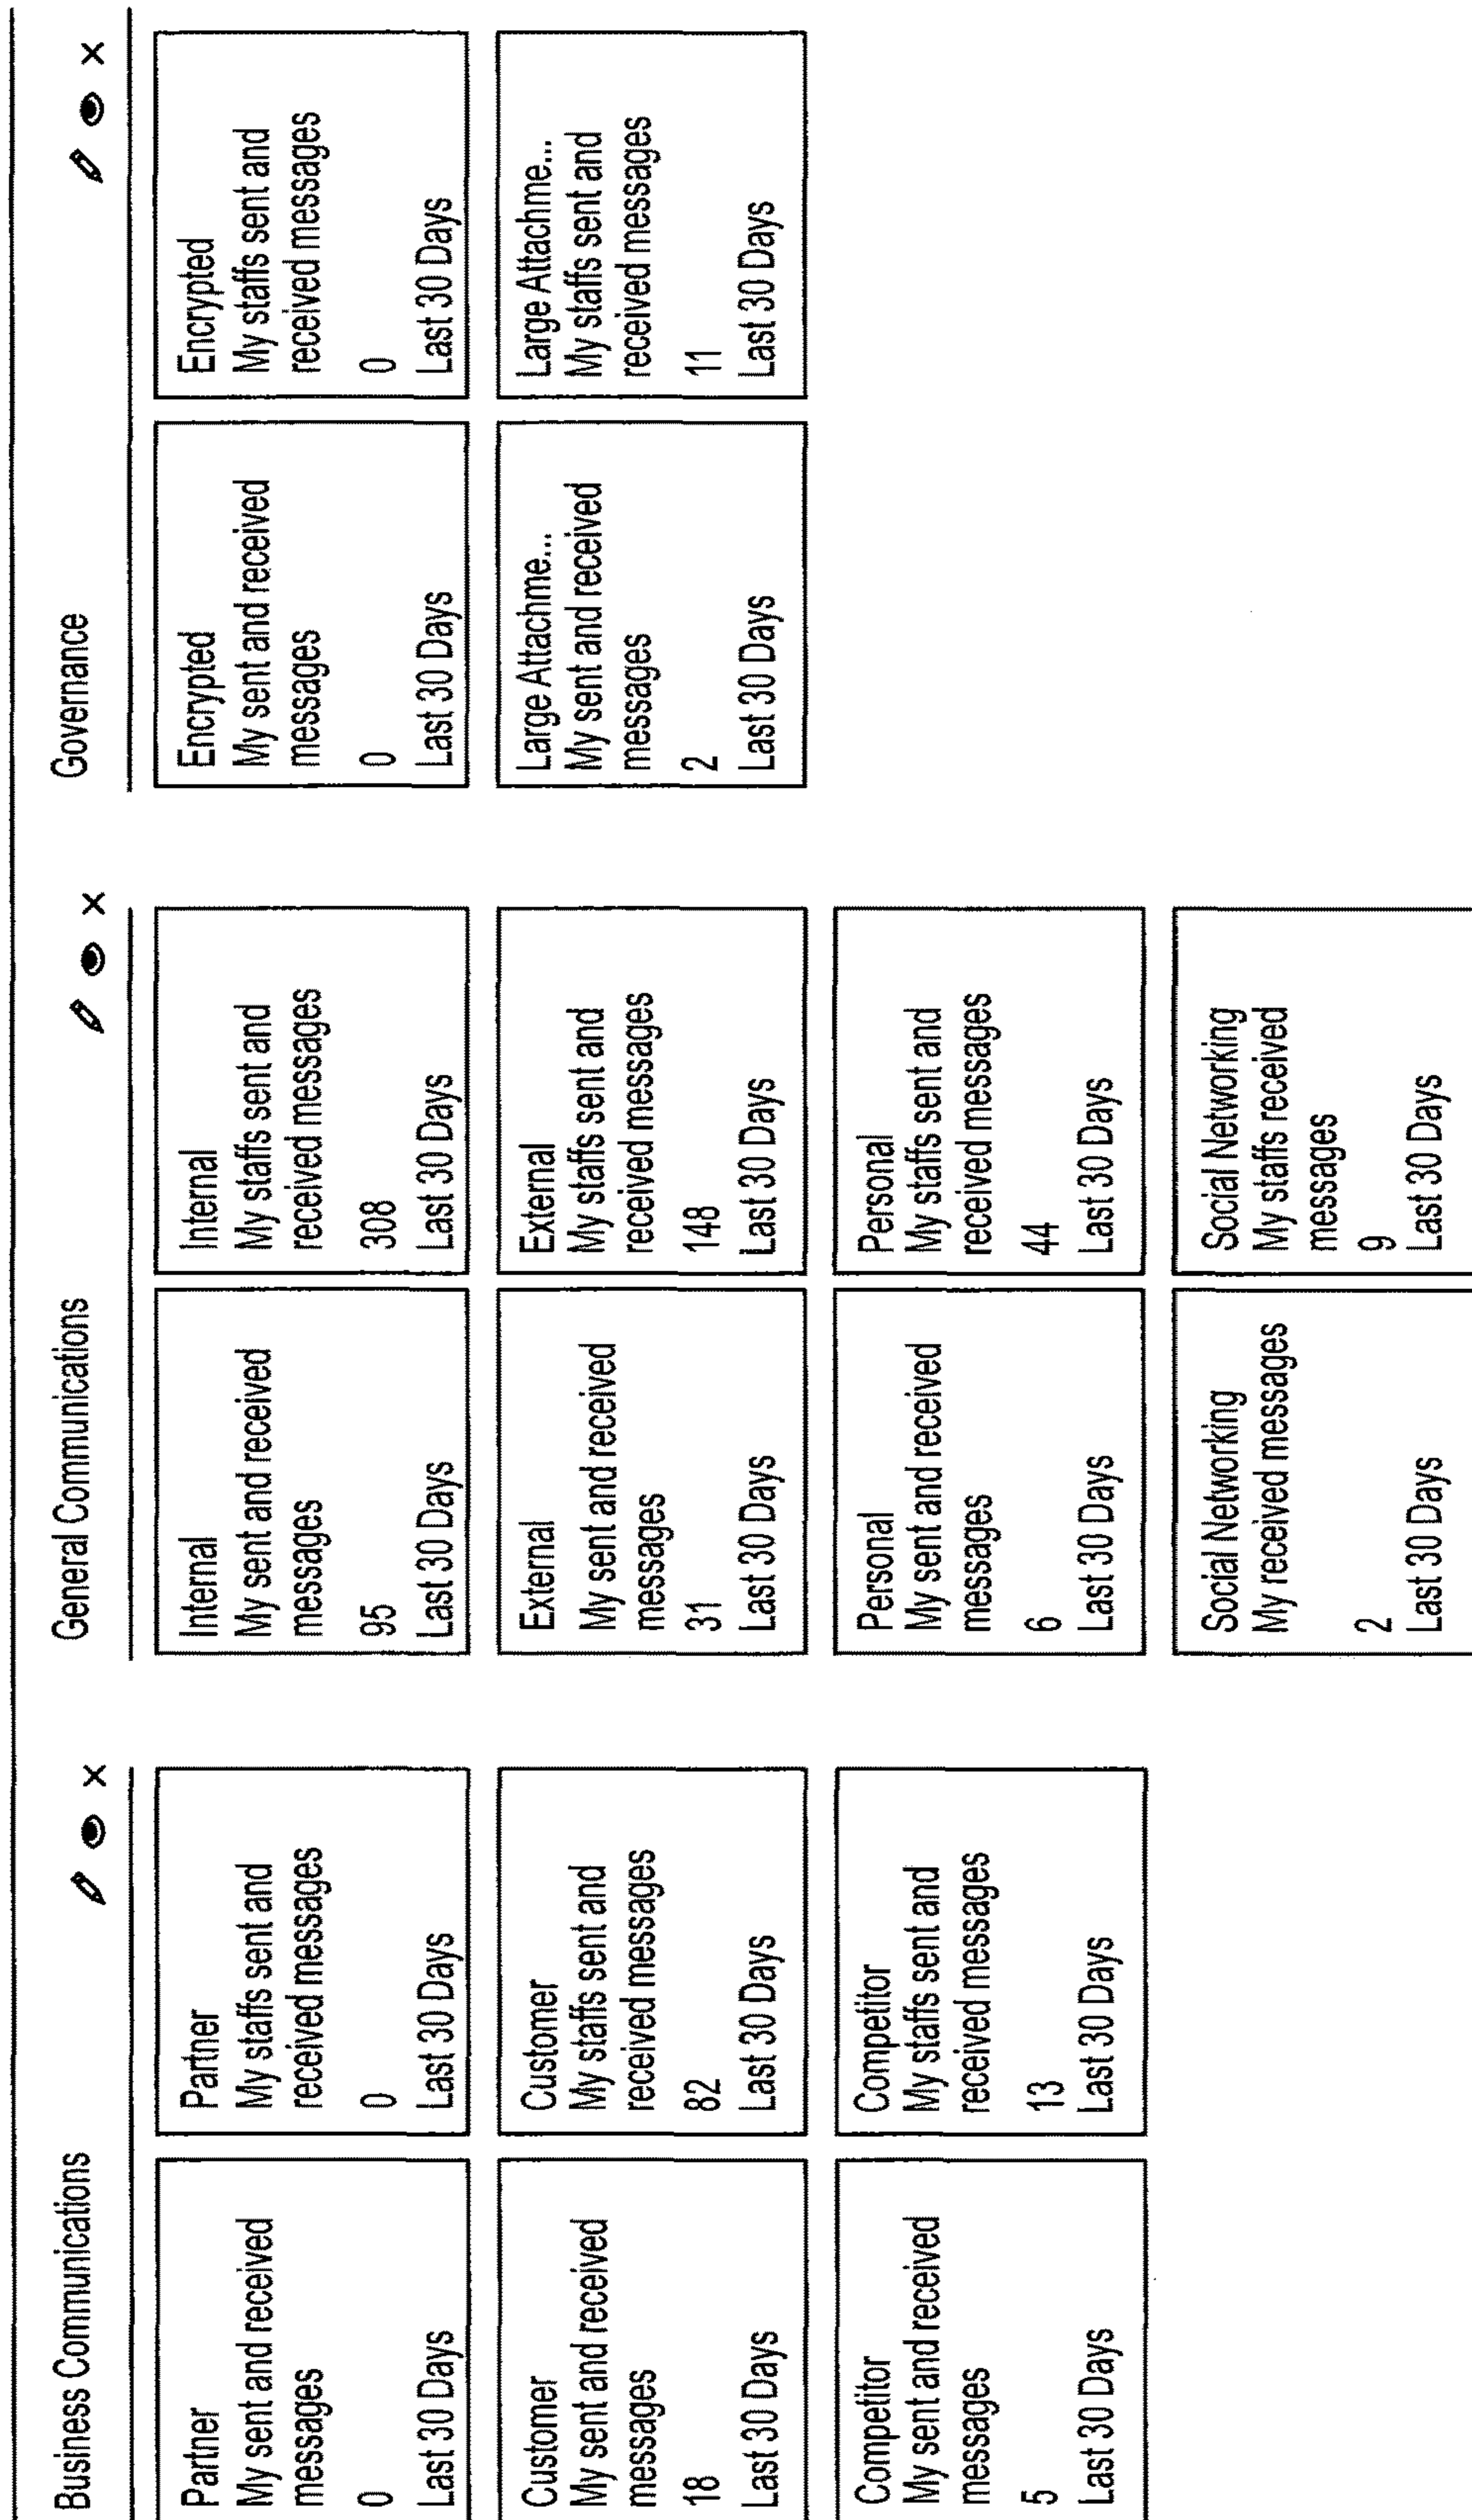 Business Communications
Partner
My sent and received
messages
0
Last 30 Days
Partner
My staffs sent and
received messages
0
Last 30 Days
Customer
My sent and received
messages
18
Last 30 Days
Customer
My staffs sent and
received messages
82
Last 30 Days
Competitor
My sent and received
messages
5
Last 30 Days
Competitor
My staffs sent and
received messages
13
Last 30 Days
General Communications
Internal
My sent and received
messages
95
Last 30 Days
Internal
My staffs sent and
received messages
308
Last 30 Days
External
My sent and received
messages
31
Last 30 Days
External
My staffs sent and
received messages
148
Last 30 Days
Personal
My sent and received
messages
6
Last 30 Days
Personal
My staffs sent and
received messages
44
Last 30 Days
Social Networking
My received messages
2
Last 30 Days
Social Networking
My staffs received
messages
9
Last 30 Days
Governance
Encrypted
My sent and received
messages
0
Last 30 Days
Encrypted
My staffs sent and
received messages
0
Last 30 Days
Large Attachme...
My sent and received
messages
2
Last 30 Days
Large Attachme...
My staffs sent and
received messages
11
Last 30 Days